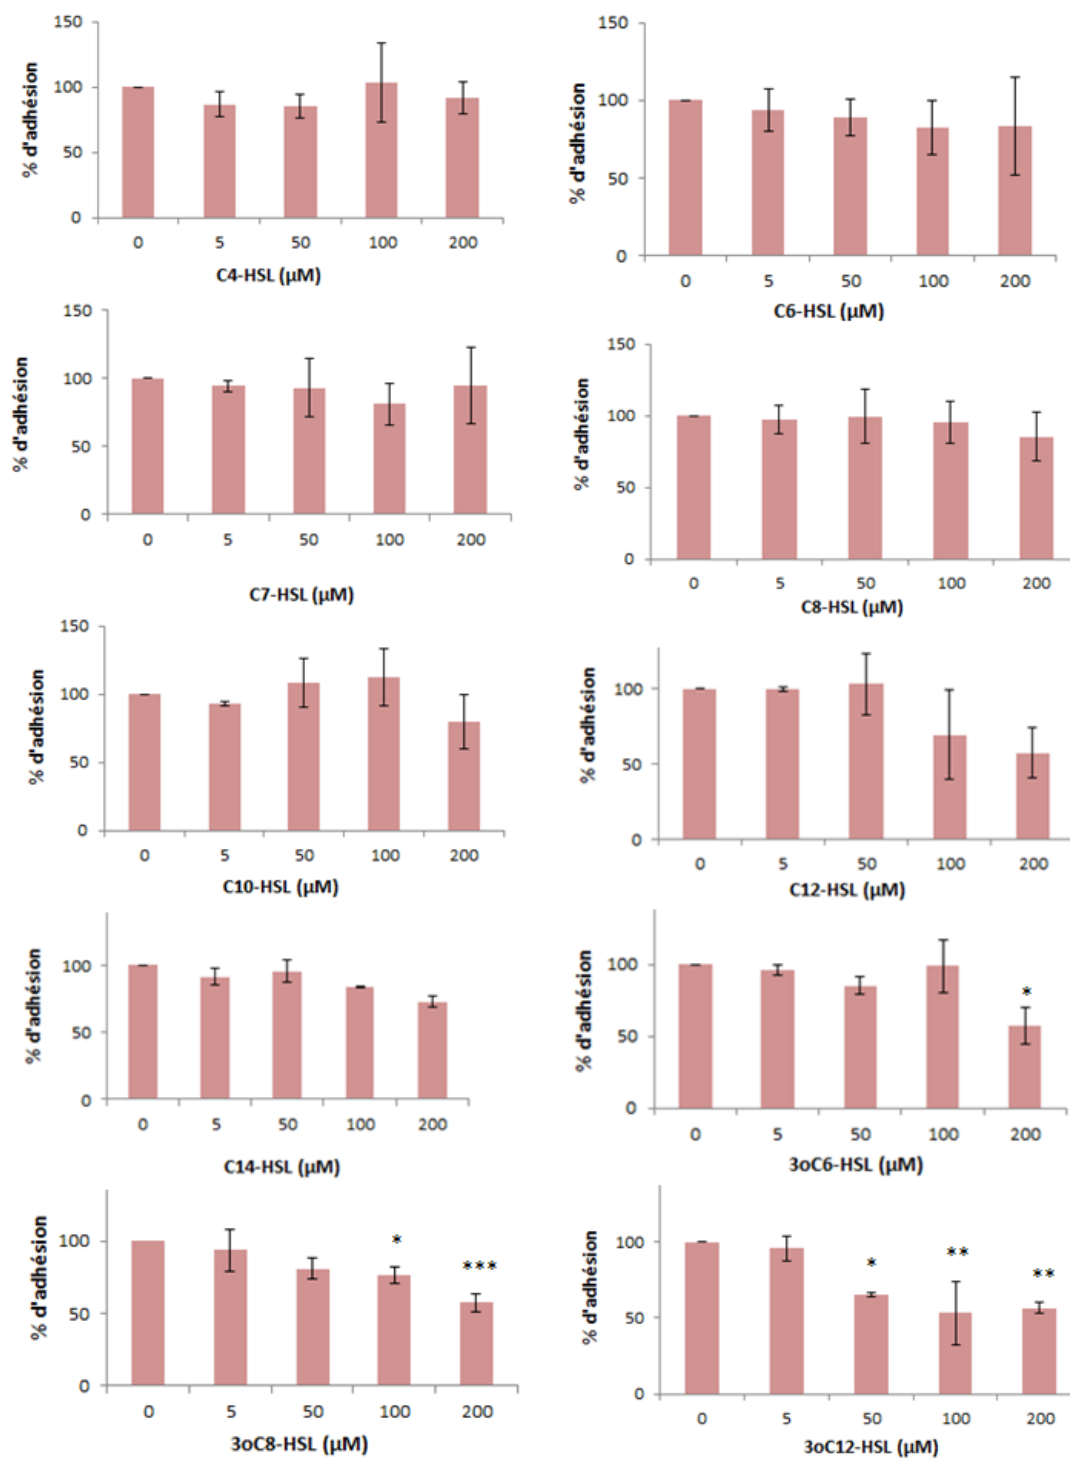 150
100
50
0
% d'adhésion
0 5 50 100 200
C4-HSL (µM)
150
100
50
0
% d'adhésion
0 5 50 100 200
C6-HSL (µM)
150
100
50
0
% d'adhésion
0 5 50 100 200
C7-HSL (µM)
150
100
50
0
% d'adhésion
0 5 50 100 200
C8-HSL (µM)
150
100
50
0
% d'adhésion
0 5 50 100 200
C10-HSL (µM)
100
50
0
% d'adhésion
0 5 50 100 200
C12-HSL (µM)
100
50
0
% d'adhésion
0 5 50 100 200
C14-HSL (µM)
100
50
0
% d'adhésion
*
0 5 50 100 200
3oC6-HSL (µM)
100
50
0
% d'adhésion
*
***
0 5 50 100 200
3oC8-HSL (µM)
100
50
0
% d'adhésion
*
**
**
0 5 50 100 200
3oC12-HSL (µM)